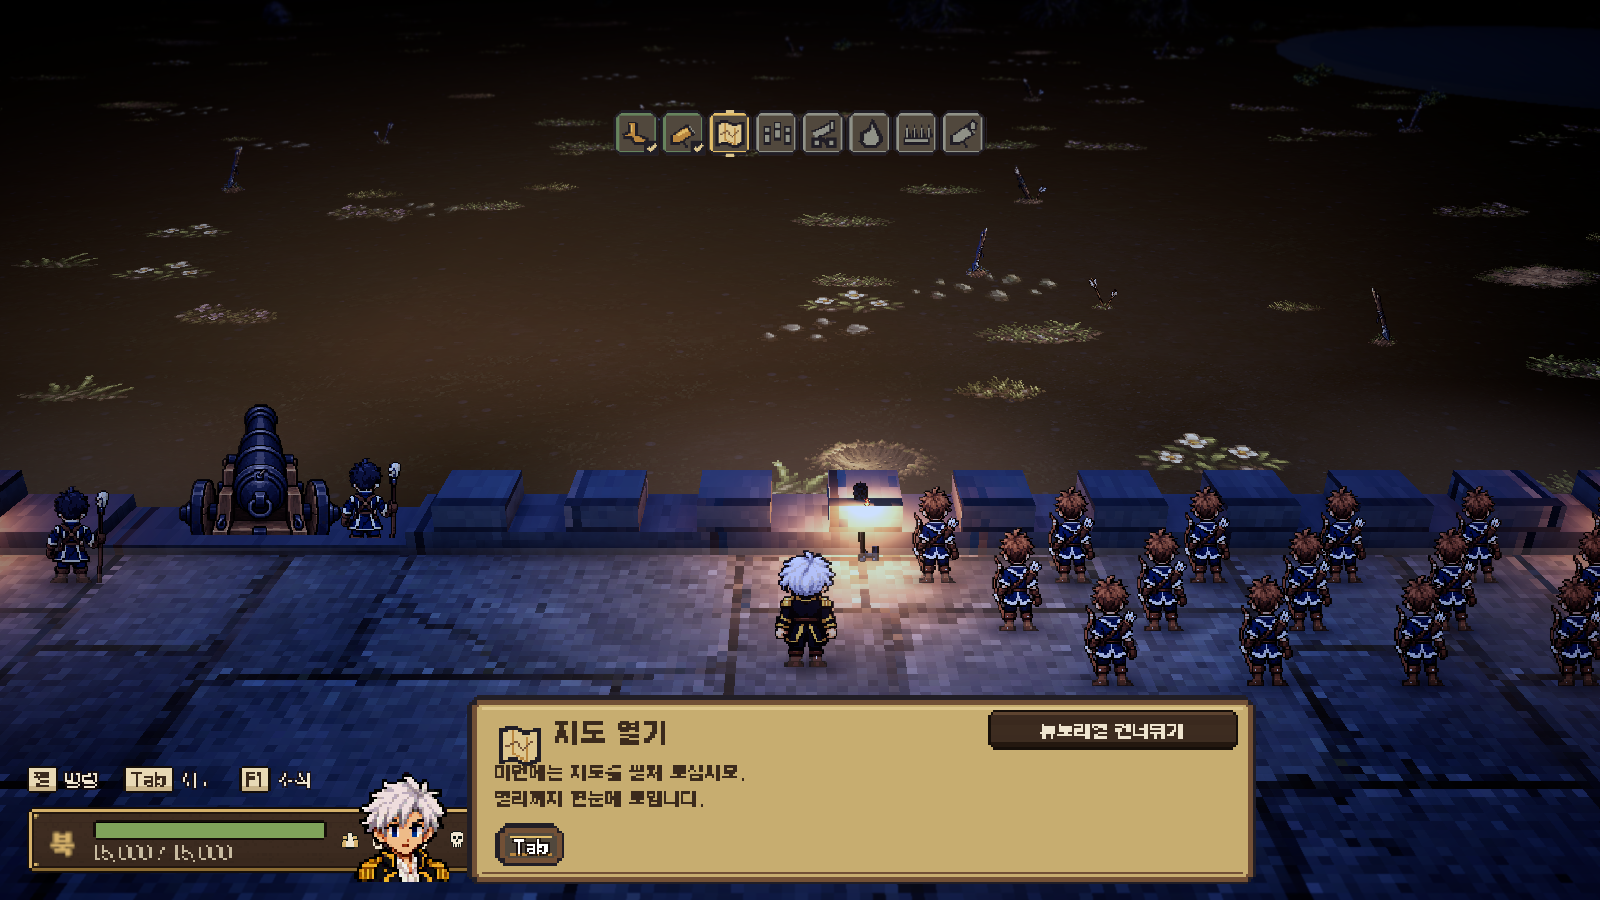 지도 열기
튜토리얼 건너뛰기
이번에는 지도를 펼쳐 보십시오.
멀리까지 한눈에 보입니다.
Tab
휠
Tab
F1
북
15,000 / 15,000